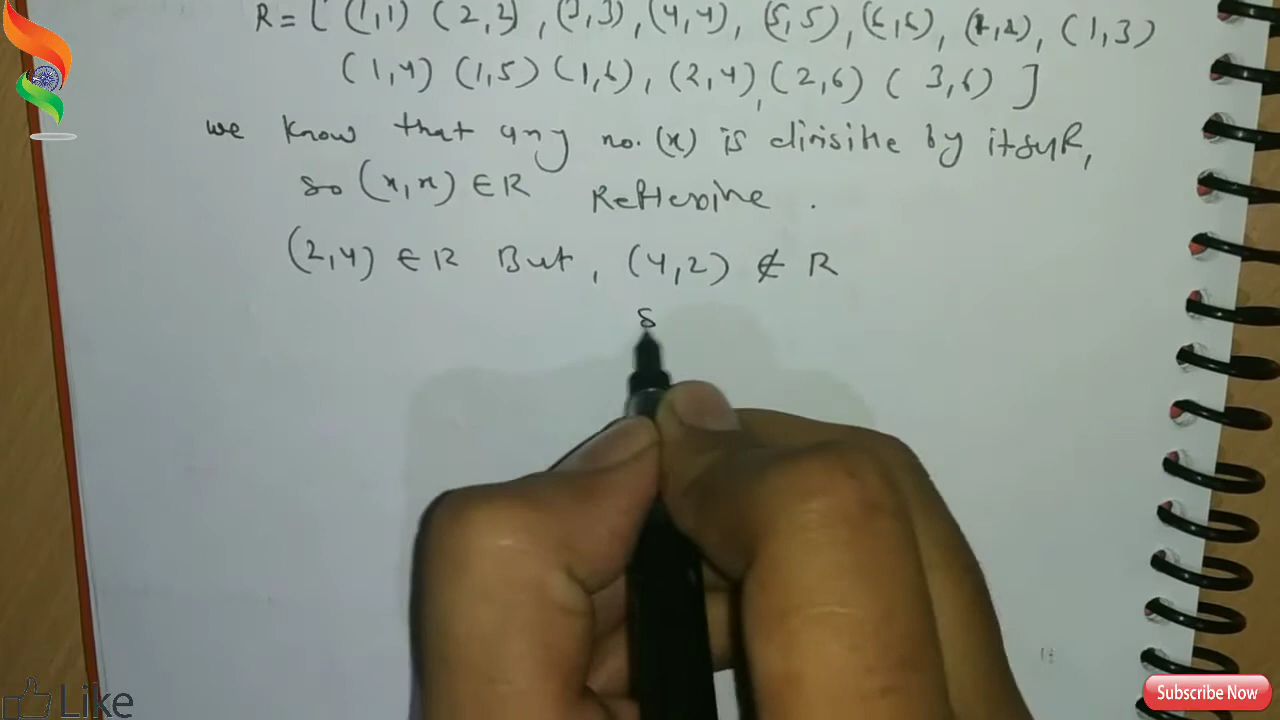 R = [ (1,1) (2,2), (3,3), (4,4), (5,5), (6,6), (1,2), (1,3)
(1,4) (1,5) (1,6), (2,4), (2,6) ( 3,6) ]
we know that any no. (x) is divisible by itself,
so (x,x) ∈ R Reflexive .
(2,4) ∈ R But , (4,2) ∉ R
s
Like
Subscribe Now